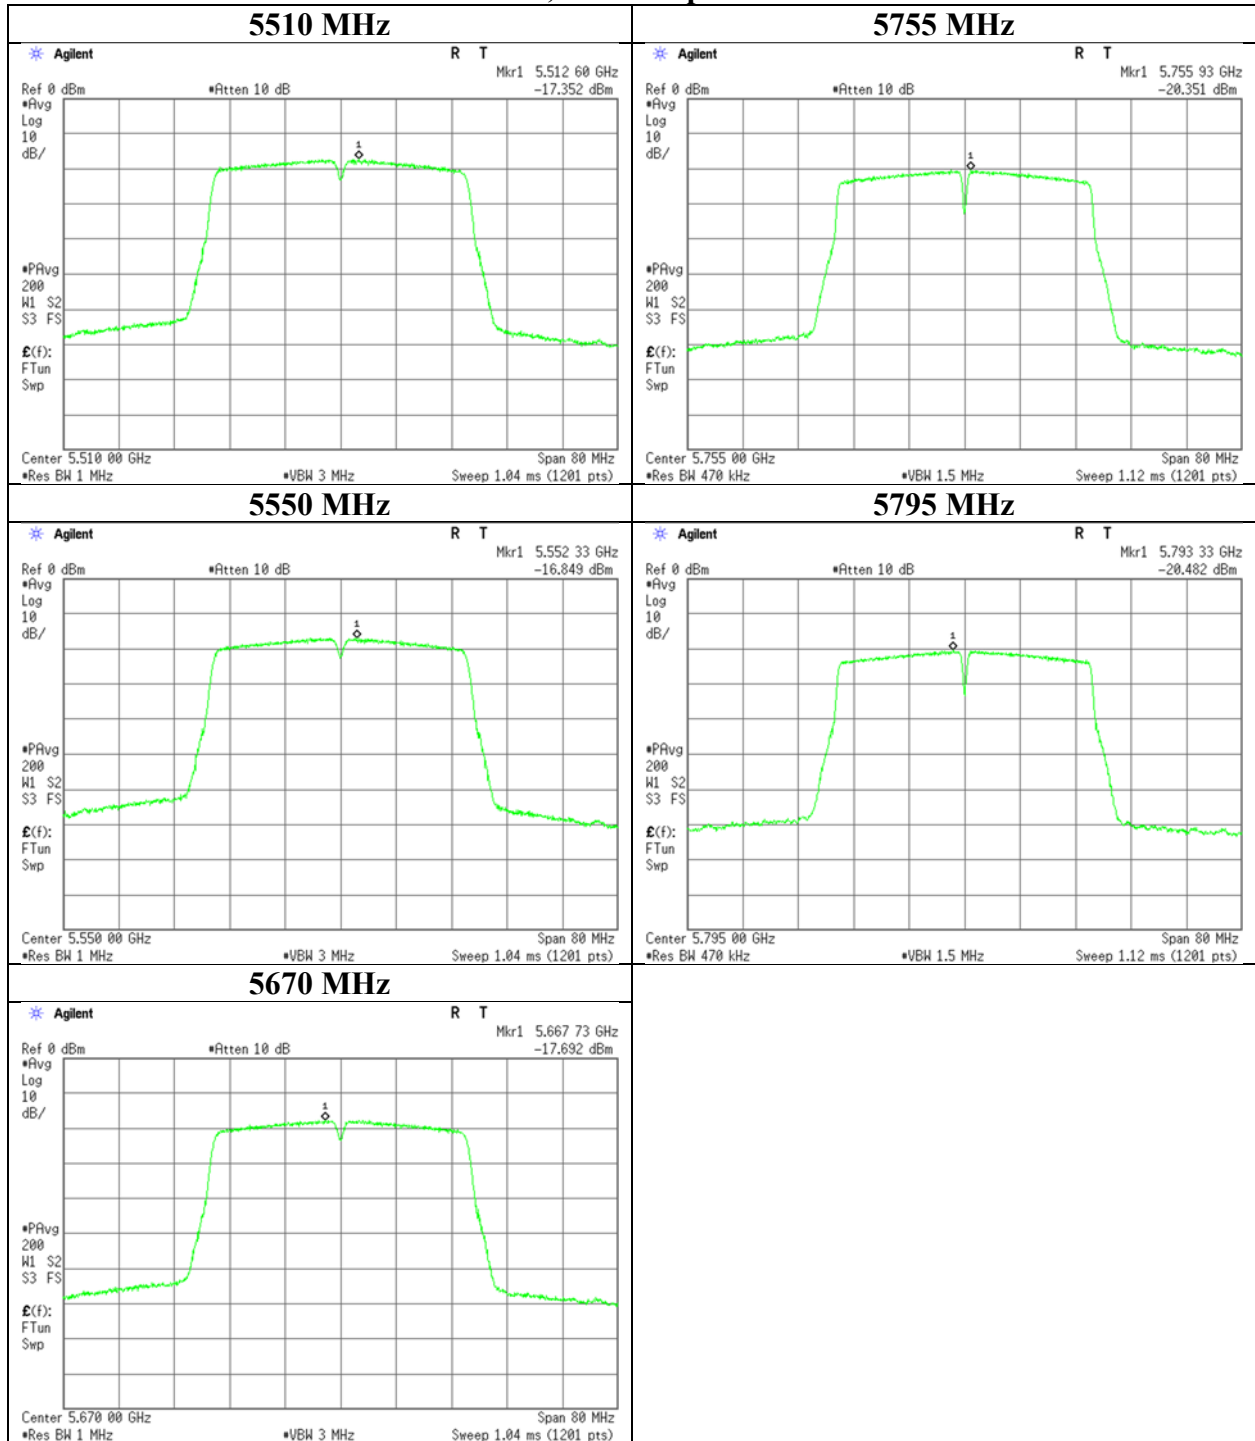 5510 MHz
Agilent R T
Mkr1 5.512 60 GHz
Ref 0 dBm *Atten 10 dB -17.352 dBm
*Avg
Log
10
dB/
1
*PAvg
200
W1 S2
S3 FS
£(f):
FTun
Swp
Center 5.510 00 GHz Span 80 MHz
*Res BW 1 MHz *VBW 3 MHz Sweep 1.04 ms (1201 pts)
5755 MHz
Agilent R T
Mkr1 5.755 93 GHz
Ref 0 dBm *Atten 10 dB -20.351 dBm
*Avg
Log
10
dB/
1
*PAvg
200
W1 S2
S3 FS
£(f):
FTun
Swp
Center 5.755 00 GHz Span 80 MHz
*Res BW 470 kHz *VBW 1.5 MHz Sweep 1.12 ms (1201 pts)
5550 MHz
Agilent R T
Mkr1 5.552 33 GHz
Ref 0 dBm *Atten 10 dB -16.849 dBm
*Avg
Log
10
dB/
1
*PAvg
200
W1 S2
S3 FS
£(f):
FTun
Swp
Center 5.550 00 GHz Span 80 MHz
*Res BW 1 MHz *VBW 3 MHz Sweep 1.04 ms (1201 pts)
5795 MHz
Agilent R T
Mkr1 5.793 33 GHz
Ref 0 dBm *Atten 10 dB -20.482 dBm
*Avg
Log
10
dB/
1
*PAvg
200
W1 S2
S3 FS
£(f):
FTun
Swp
Center 5.795 00 GHz Span 80 MHz
*Res BW 470 kHz *VBW 1.5 MHz Sweep 1.12 ms (1201 pts)
5670 MHz
Agilent R T
Mkr1 5.667 73 GHz
Ref 0 dBm *Atten 10 dB -17.692 dBm
*Avg
Log
10
dB/
1
*PAvg
200
W1 S2
S3 FS
£(f):
FTun
Swp
Center 5.670 00 GHz Span 80 MHz
*Res BW 1 MHz *VBW 3 MHz Sweep 1.04 ms (1201 pts)